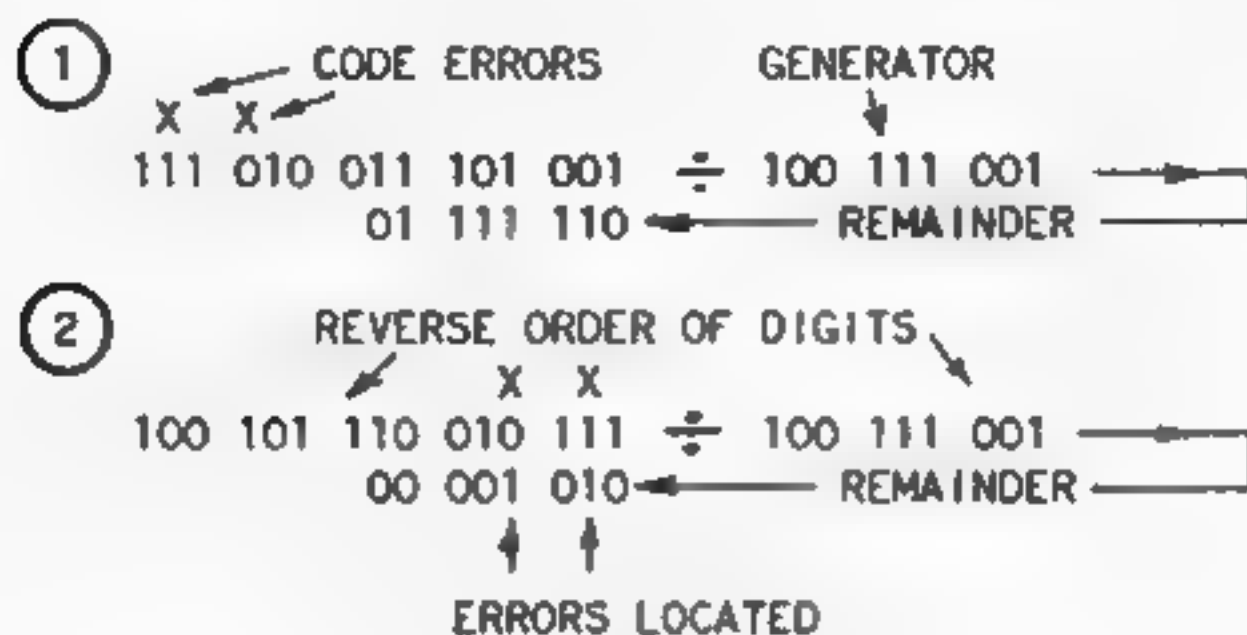 1 CODE ERRORS GENERATOR
X X
111 010 011 101 001 ÷ 100 111 001
01 111 110 REMAINDER
2 REVERSE ORDER OF DIGITS
X X
100 101 110 010 111 ÷ 100 111 001
00 001 010 REMAINDER
ERRORS LOCATED